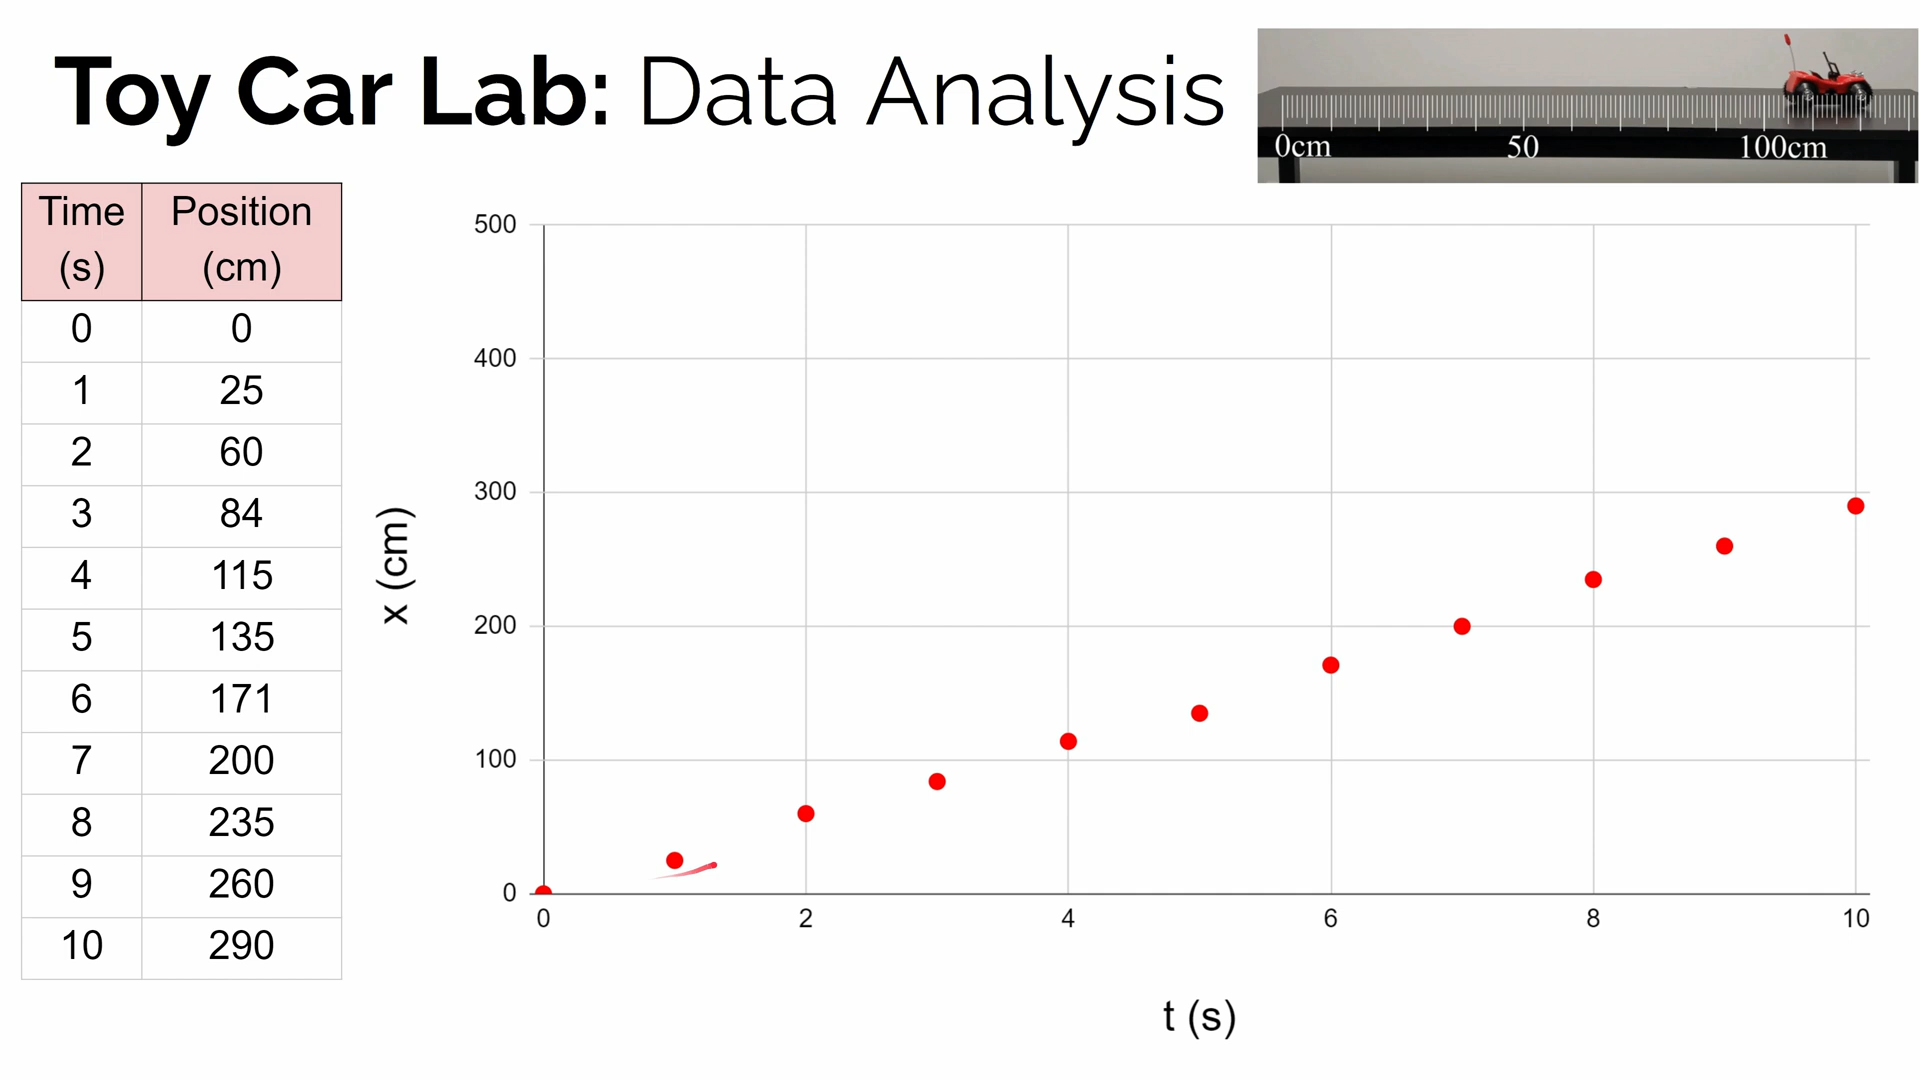 Toy Car Lab: Data Analysis
0cm 50 100cm
Time (s) Position (cm)
0 0
1 25
2 60
3 84
4 115
5 135
6 171
7 200
8 235
9 260
10 290
x (cm)
500
400
300
200
100
0
0 2 4 6 8 10
t (s)